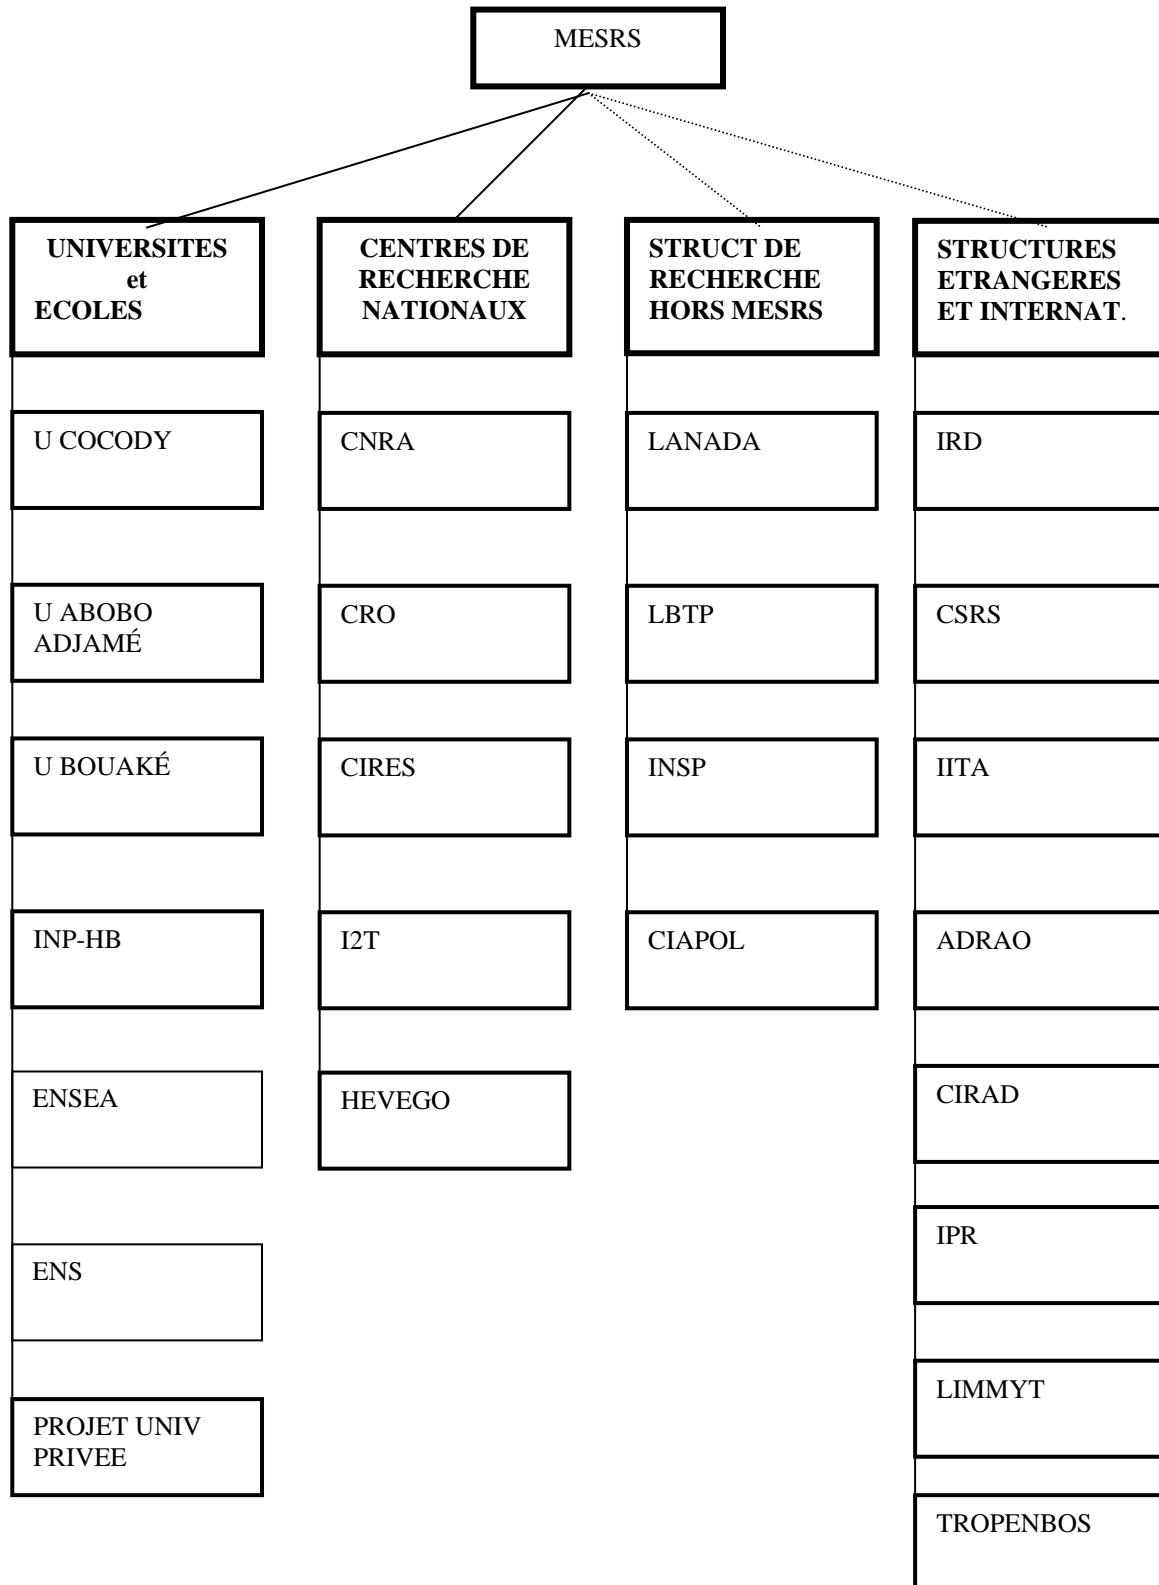 MESRS
UNIVERSITES
et
ECOLES
U COCODY
U ABOBO
ADJAMÉ
U BOUAKÉ
INP-HB
ENSEA
ENS
PROJET UNIV
PRIVEE
CENTRES DE
RECHERCHE
NATIONAUX
CNRA
CRO
CIRES
I2T
HEVEGO
STRUCT DE
RECHERCHE
HORS MESRS
LANADA
LBTP
INSP
CIAPOL
STRUCTURES
ETRANGERES
ET INTERNAT.
IRD
CSRS
IITA
ADRAO
CIRAD
IPR
LIMMYT
TROPENBOS